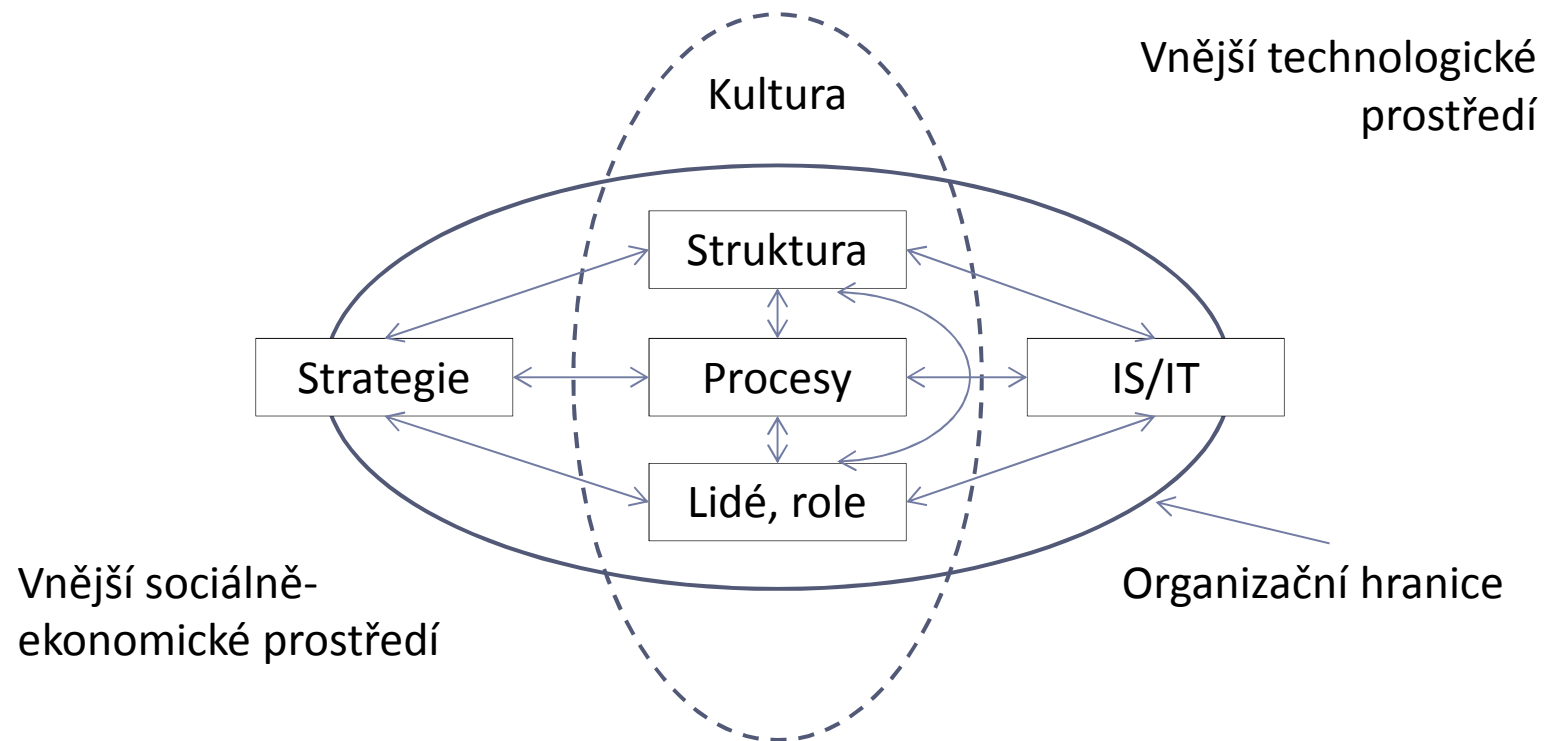 Vnější technologické
prostředí
Kultura
Struktura
Strategie
Procesy
IS/IT
Lidé, role
Vnější sociálně-
ekonomické prostředí
Organizační hranice